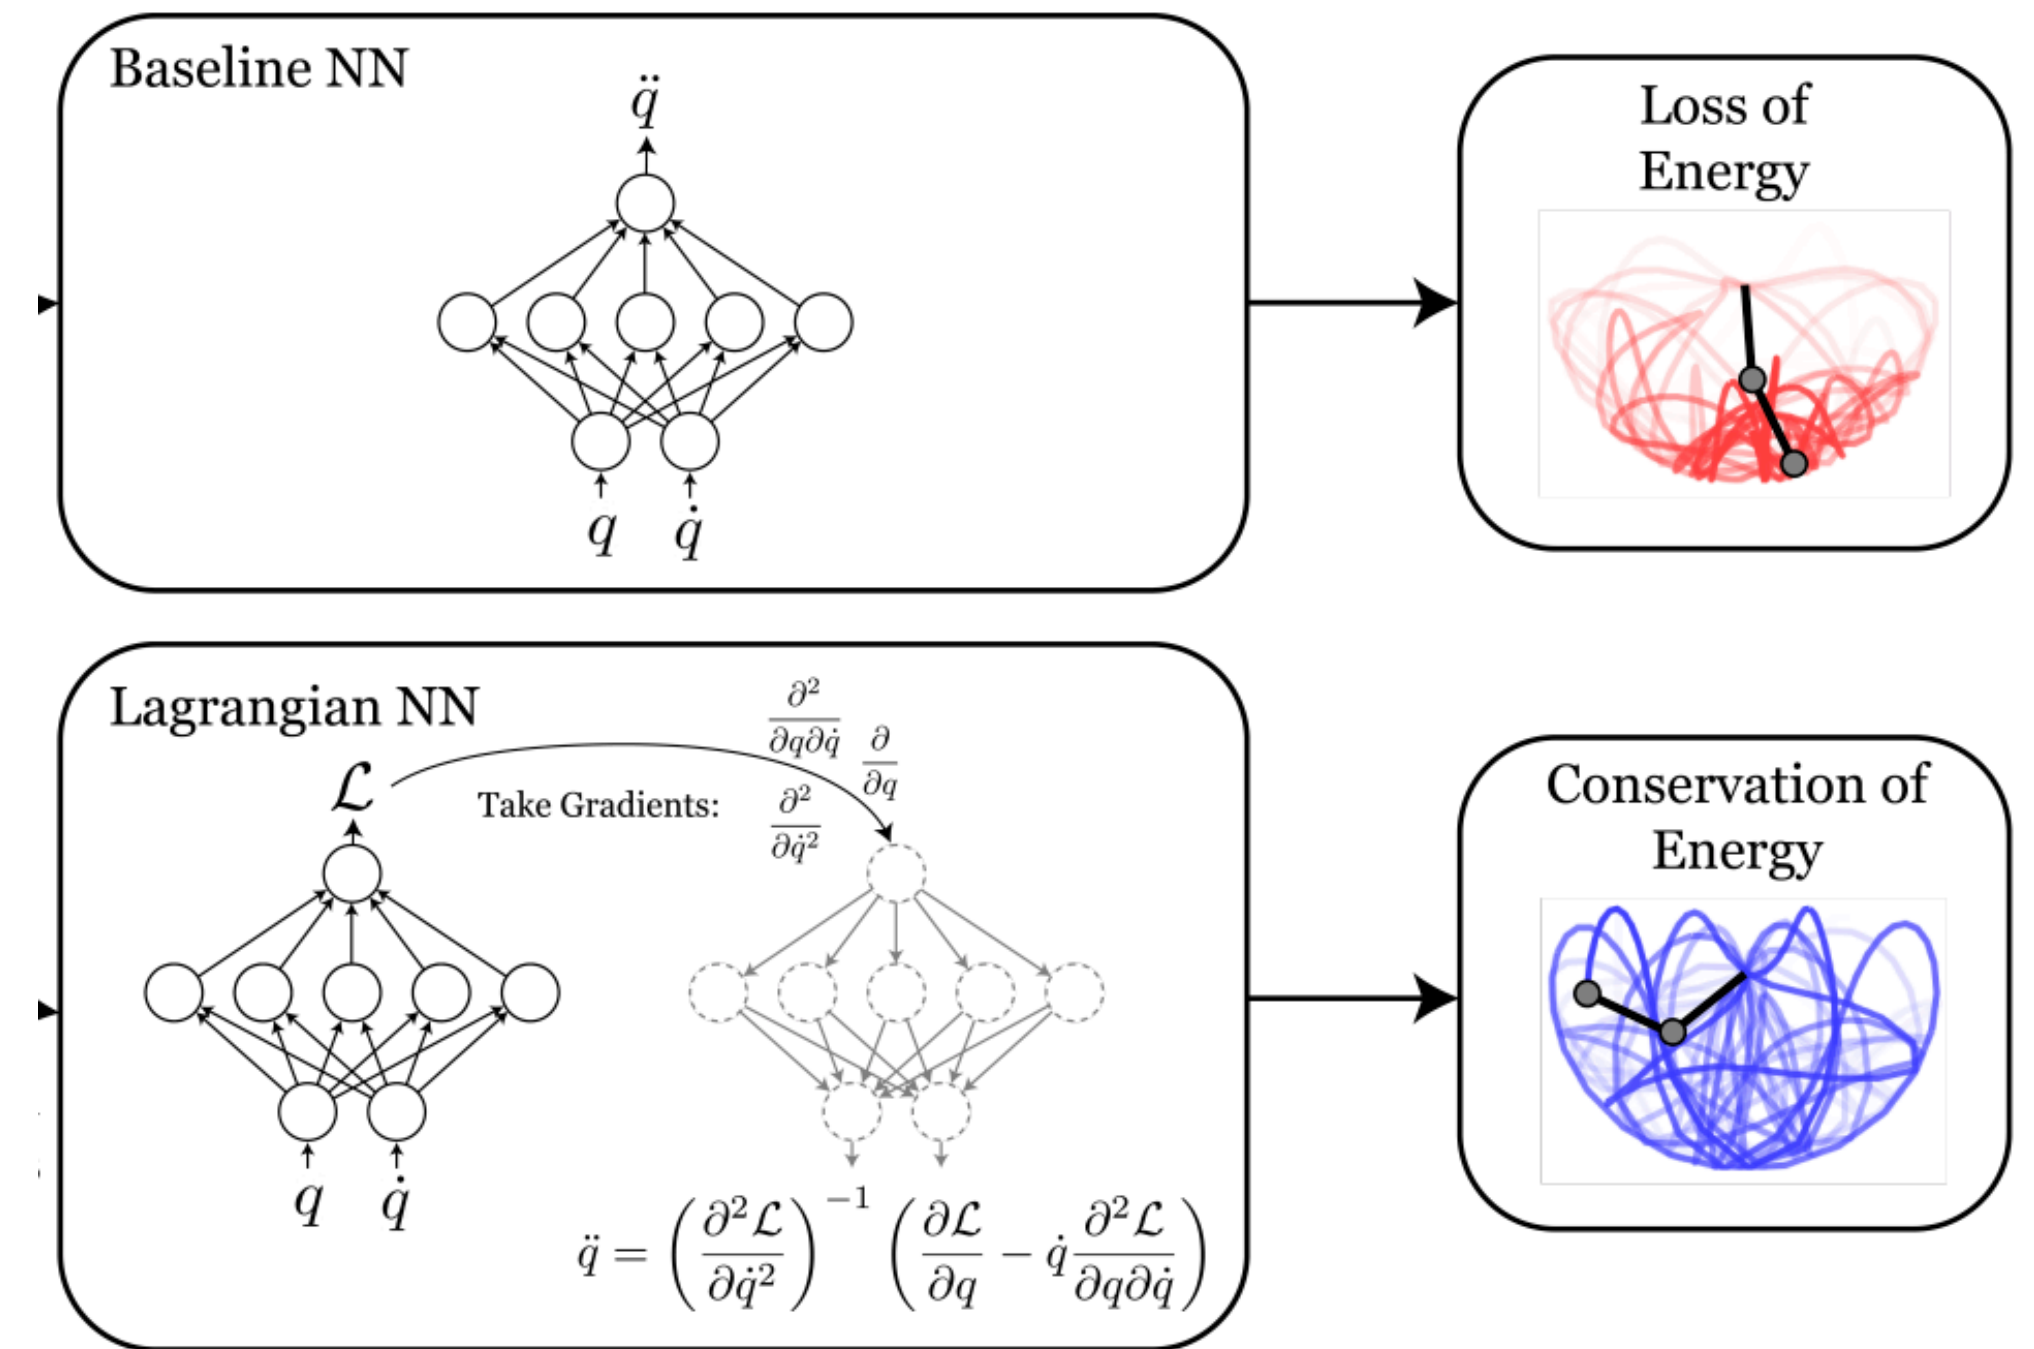 Baseline NN
q̈
q q̇
Loss of
Energy
Lagrangian NN
ℒ
Take Gradients:
∂²/∂q∂q̇
∂/∂q
∂²/∂q̇²
q q̇
q̈ = (∂²ℒ/∂q̇²)⁻¹ (∂ℒ/∂q − q̇ ∂²ℒ/∂q∂q̇)
Conservation of
Energy